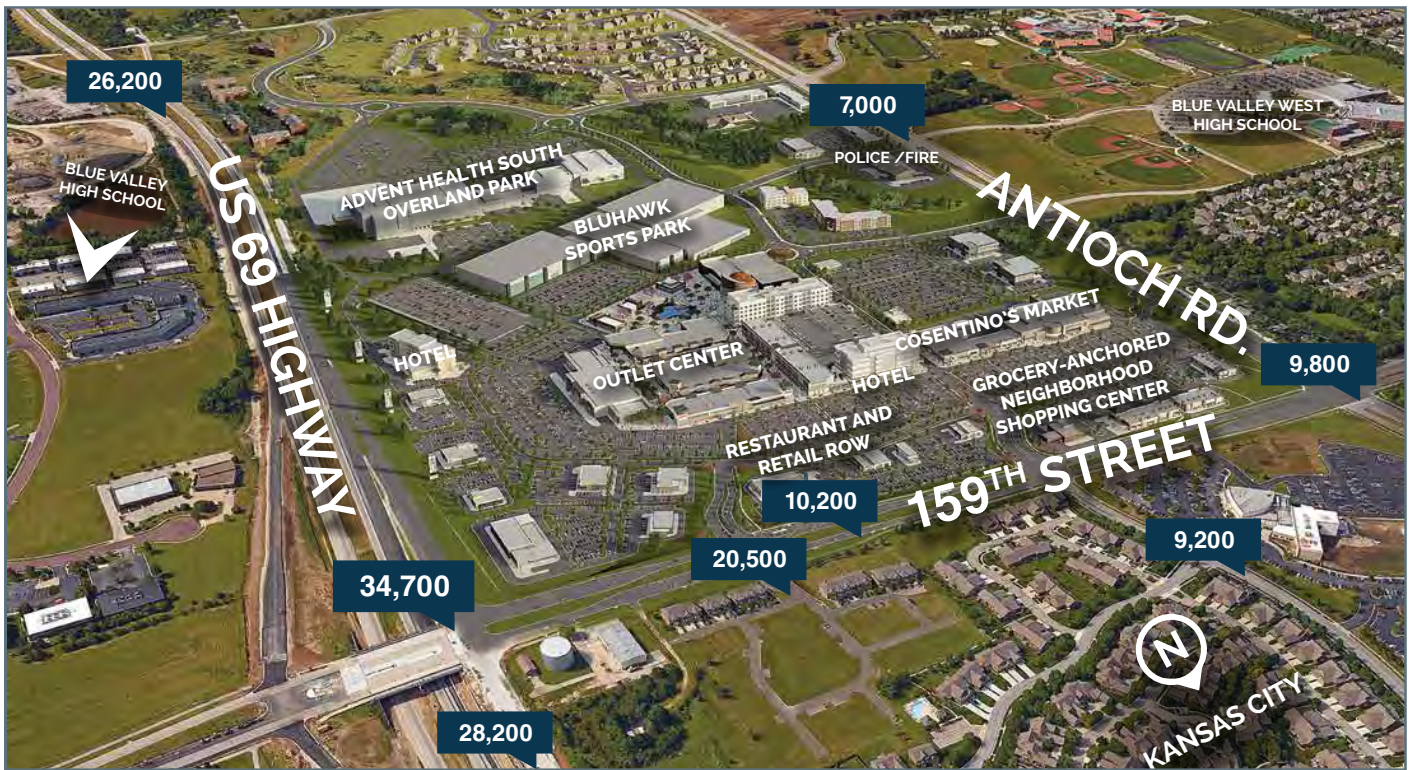 26,200
7,000
BLUE VALLEY WEST
HIGH SCHOOL
POLICE /FIRE
BLUE VALLEY
HIGH SCHOOL
US 69 HIGHWAY
ADVENT HEALTH SOUTH
OVERLAND PARK
BLUHAWK
SPORTS PARK
ANTIOCH RD.
HOTEL
OUTLET CENTER
COSENTINO'S MARKET
HOTEL
GROCERY-ANCHORED
NEIGHBORHOOD
SHOPPING CENTER
9,800
RESTAURANT AND
RETAIL ROW
159TH STREET
10,200
20,500
9,200
34,700
28,200
N
KANSAS CITY